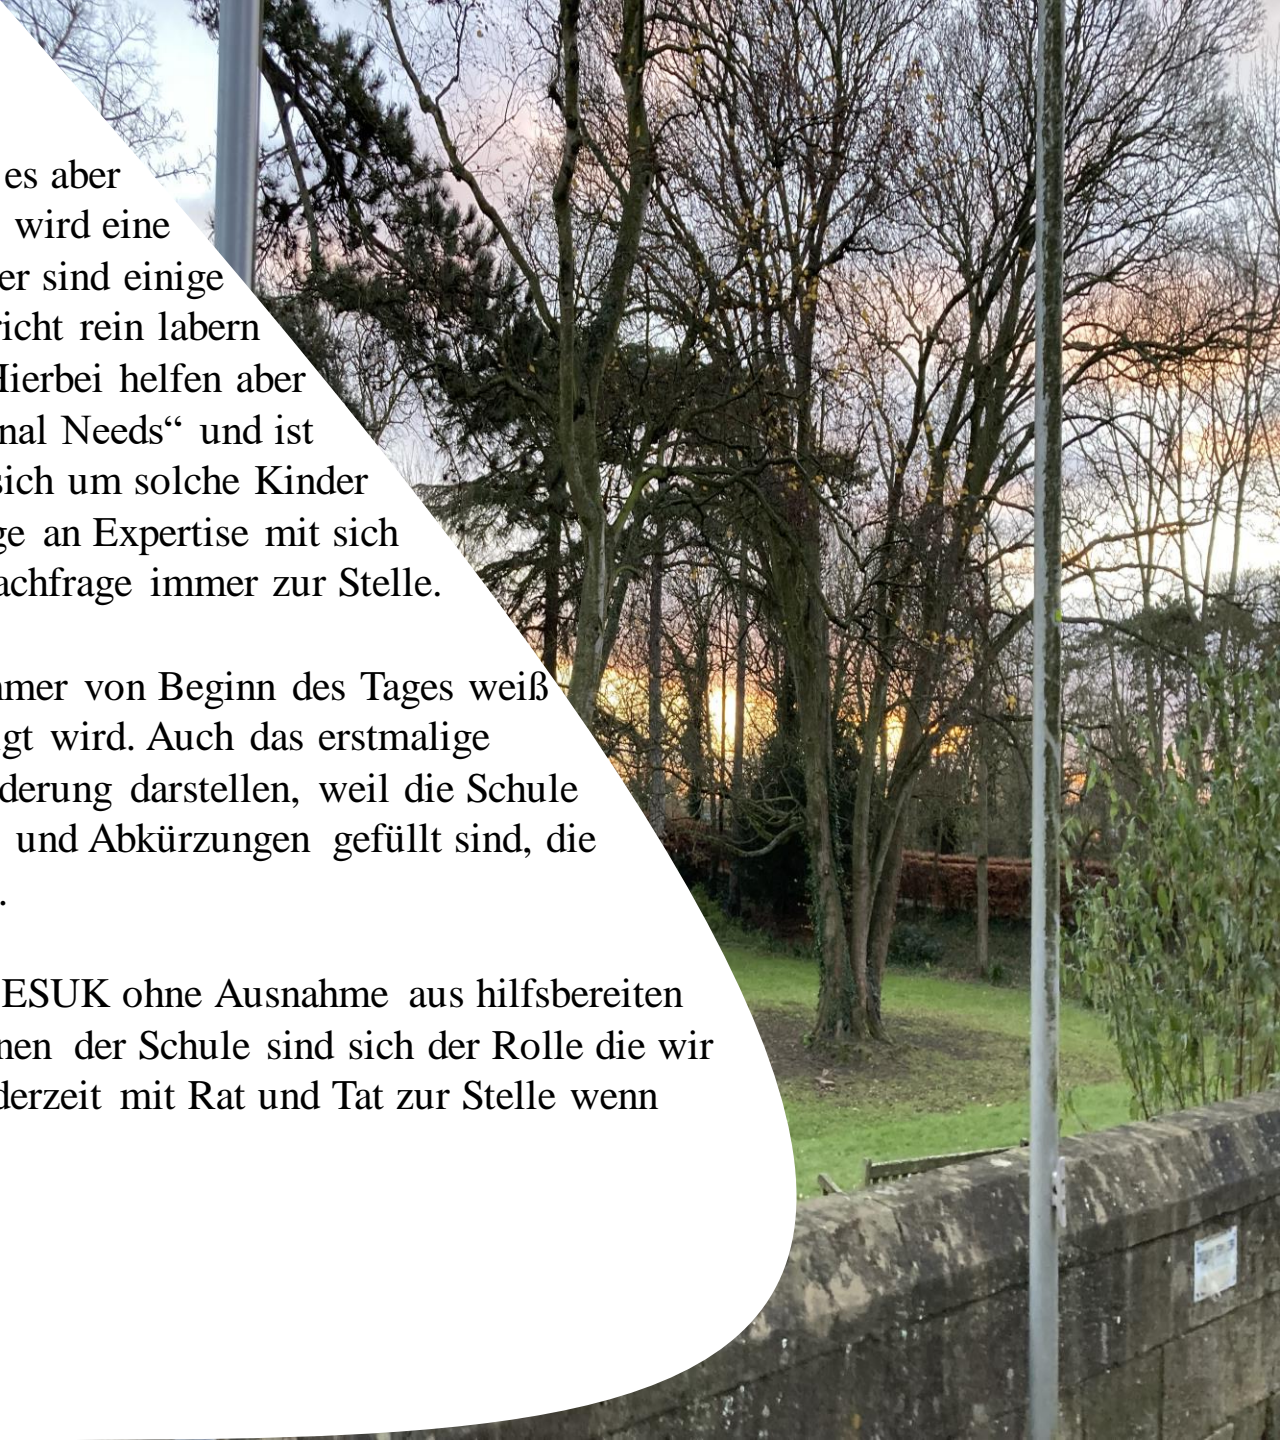 es aber
wird eine
er sind einige
richt rein labern
Hierbei helfen aber
nal Needs“ und ist
sich um solche Kinder
ge an Expertise mit sich
achfrage immer zur Stelle.
mmer von Beginn des Tages weiß
igt wird. Auch das erstmalige
derung darstellen, weil die Schule
und Abkürzungen gefüllt sind, die
.
ESUK ohne Ausnahme aus hilfsbereiten
nen der Schule sind sich der Rolle die wir
derzeit mit Rat und Tat zur Stelle wenn